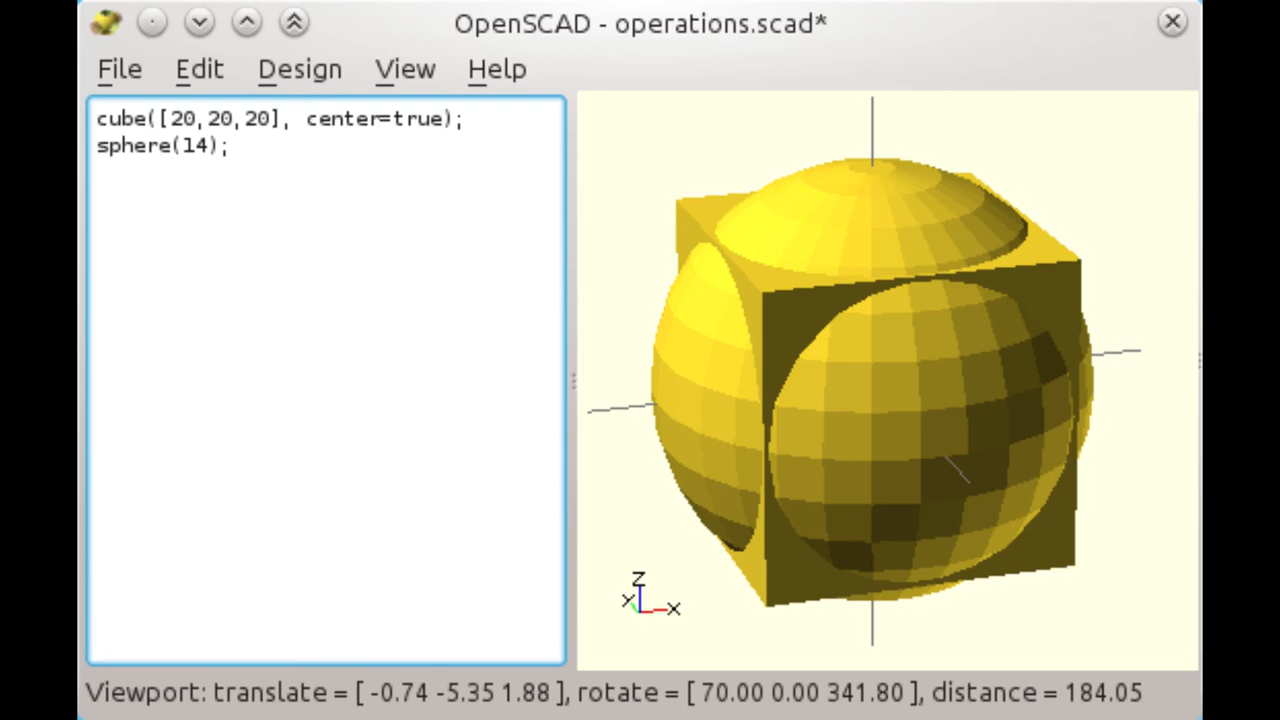 OpenSCAD - operations.scad*
File Edit Design View Help
cube([20,20,20], center=true);
sphere(14);
Z
X X
Viewport: translate = [ -0.74 -5.35 1.88 ], rotate = [ 70.00 0.00 341.80 ], distance = 184.05